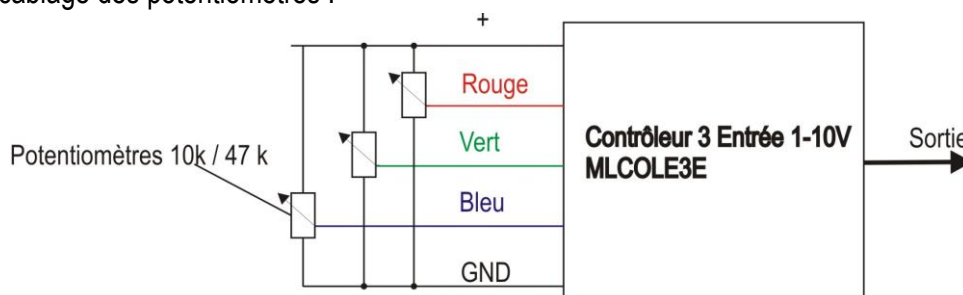 câblage des potentiomètres :
+
Rouge
Vert
Bleu
GND
Potentiomètres 10k / 47 k
Contrôleur 3 Entrée 1-10V
MLCOLE3E
Sortie